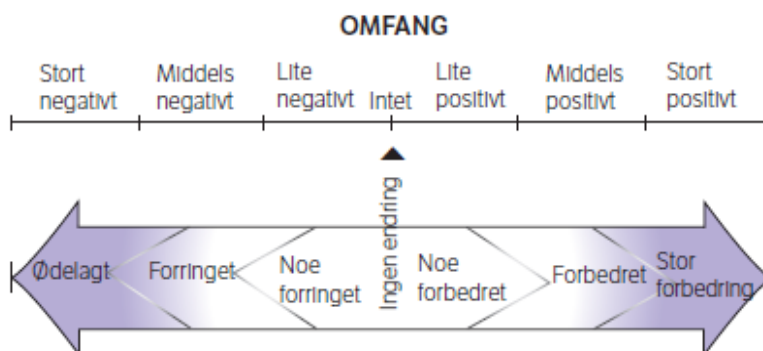 OMFANG
Stort negativt
Middels negativt
Lite negativt
Intet
Lite positivt
Middels positivt
Stort positivt
Ødelagt
Forringet
Noe forringet
Ingen endring
Noe forbedret
Forbedret
Stor forbedring